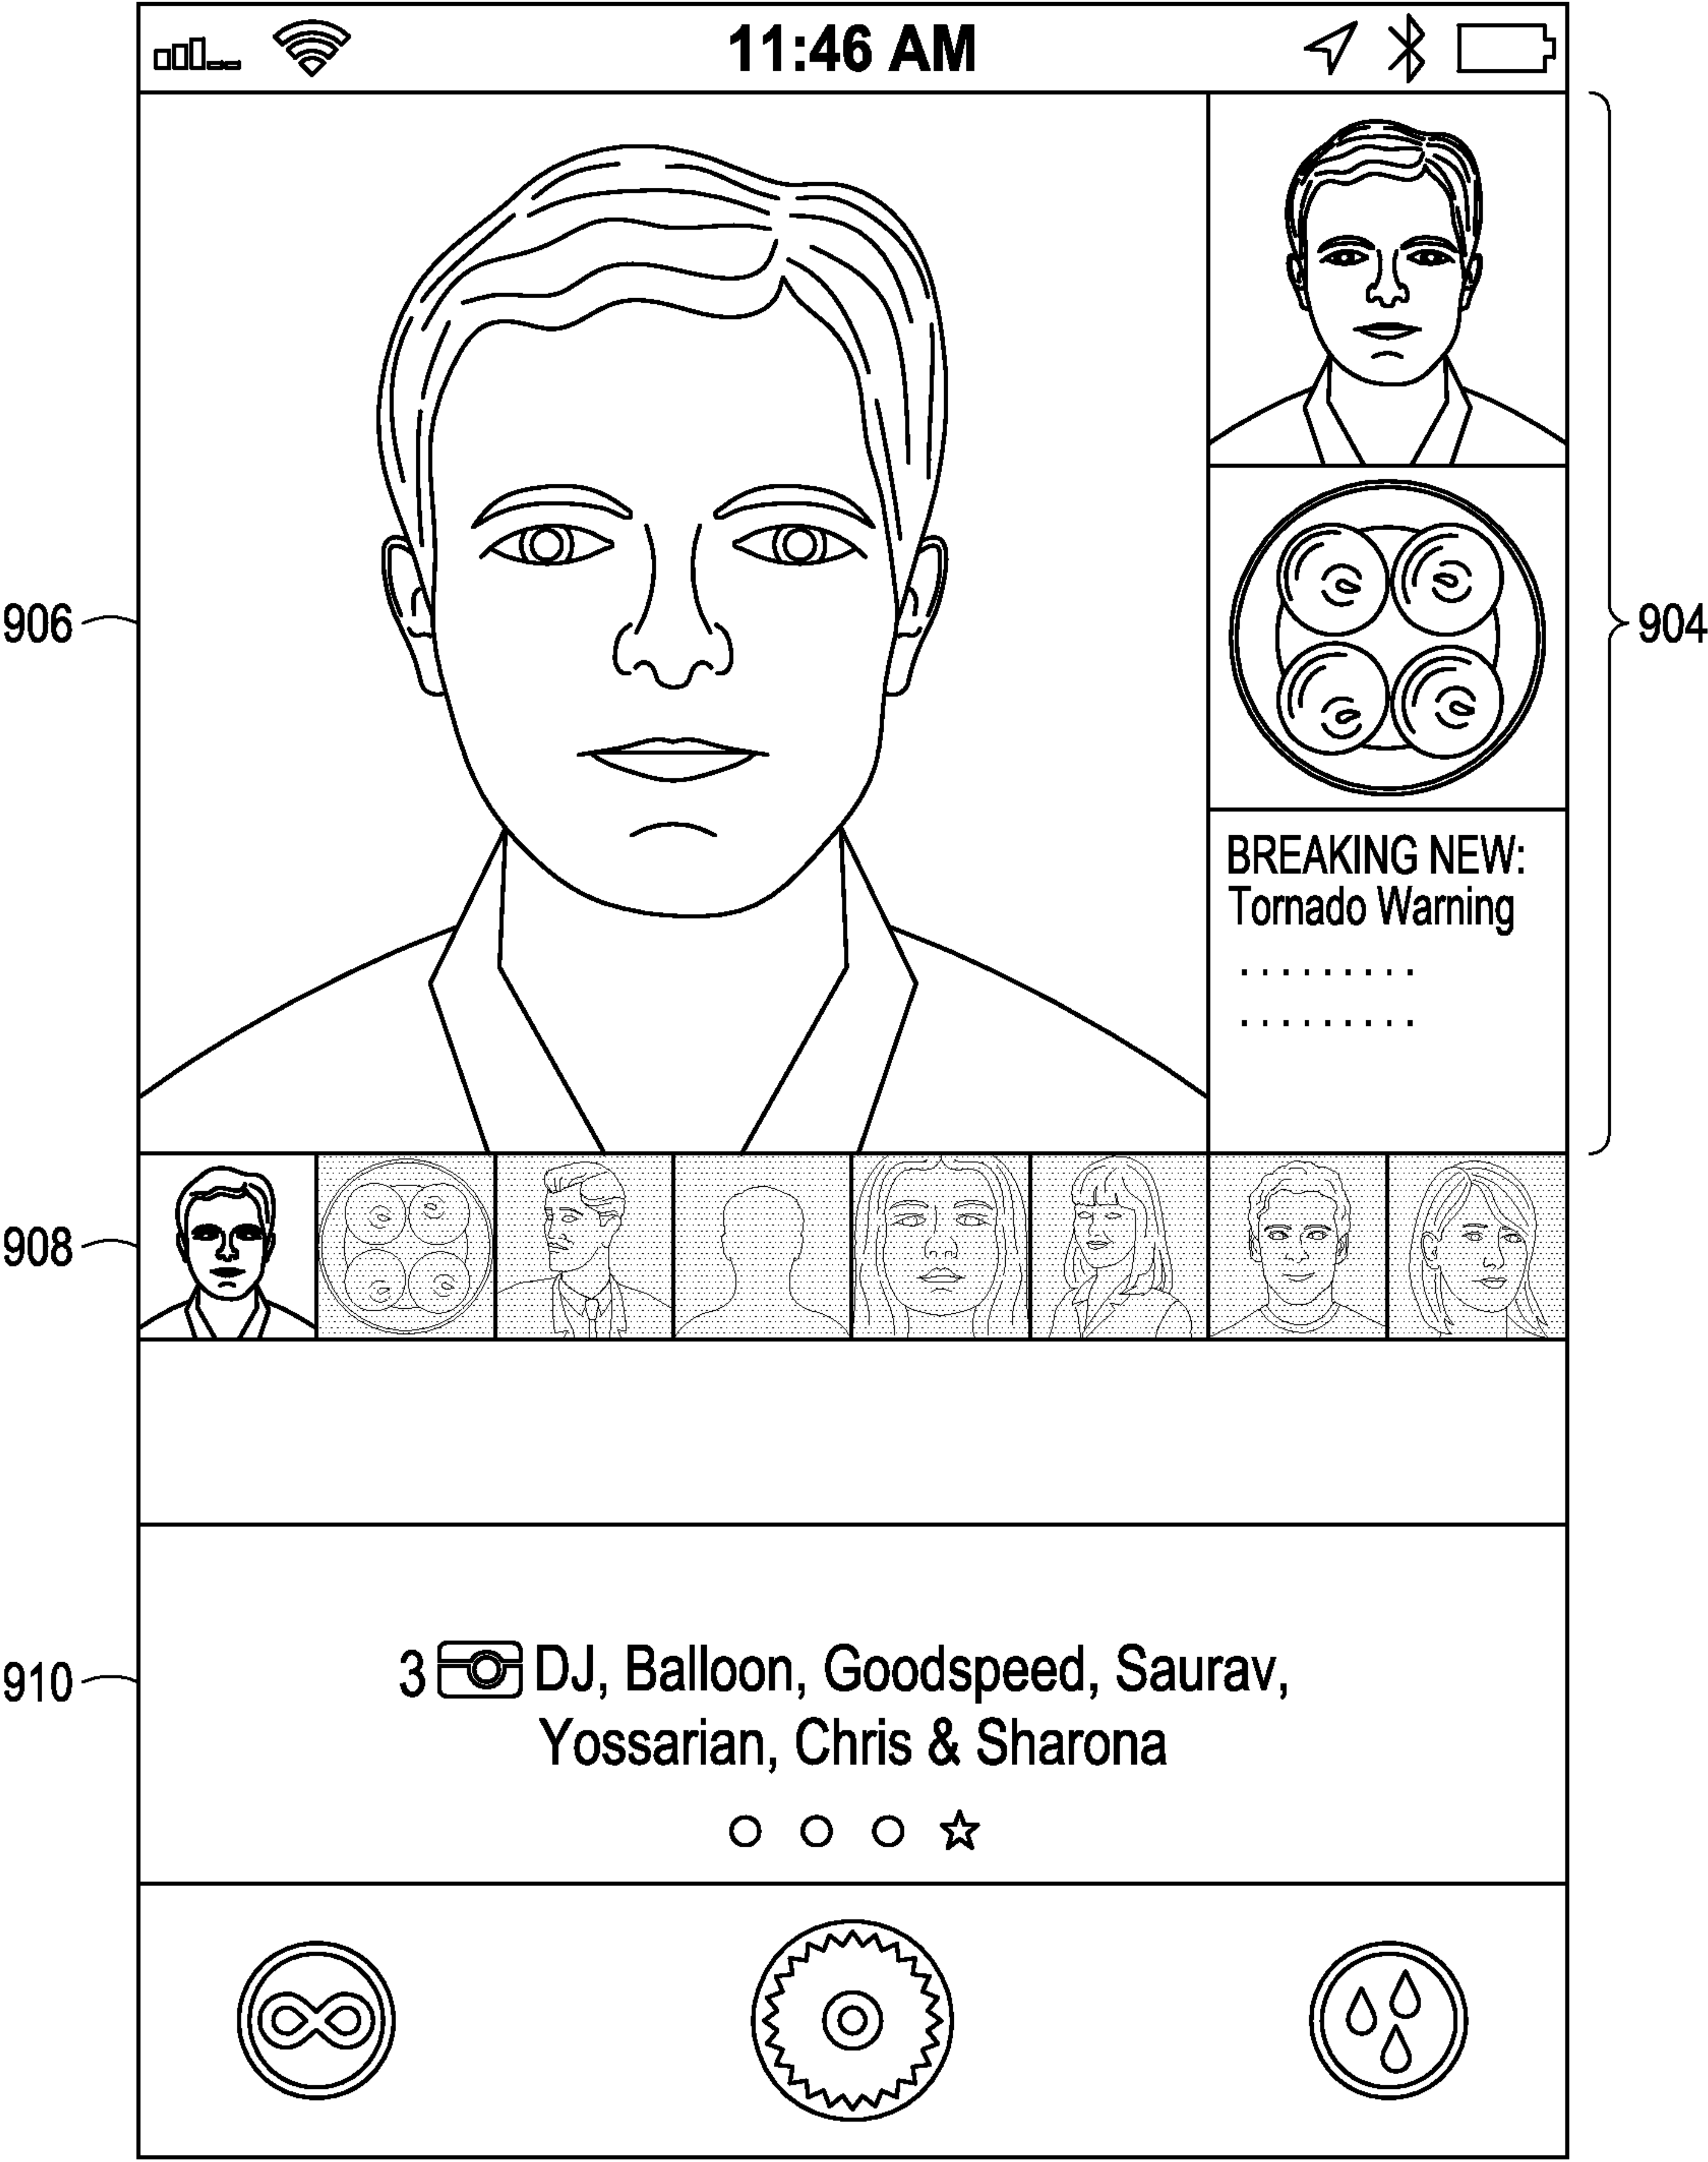 11:46 AM
906
904
BREAKING NEW:
Tornado Warning
908
910
3 DJ, Balloon, Goodspeed, Saurav,
Yossarian, Chris & Sharona